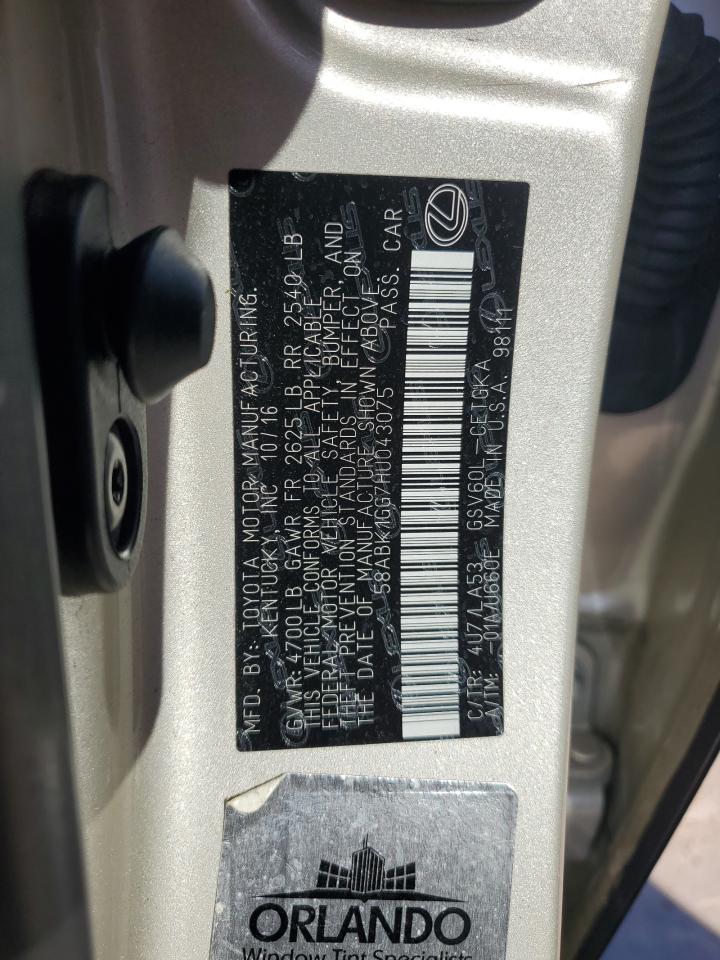 MFD. BY: TOYOTA MOTOR MANUFACTURING.
KENTUCKY, INC 10/16
GVWR: 4700LB GAWR FR 2625 LB RR 2540 LB
THIS VEHICLE CONFORMS TO ALL APPLICABLE
FEDERAL MOTOR VEHICLE SAFETY BUMPER, AND
THEFT PREVENTION STANDARDS IN EFFECT ON
THE DATE OF MANUFACTURE SHOWN ABOVE.
58ABK1GG7HU043075 PASS. CAR
C/TR: 4U7 LA53 GSV60L-CETGKA
A/TM: -01A/U660E MADE IN U.S.A. 98111
ORLANDO
Window Tint Specialists